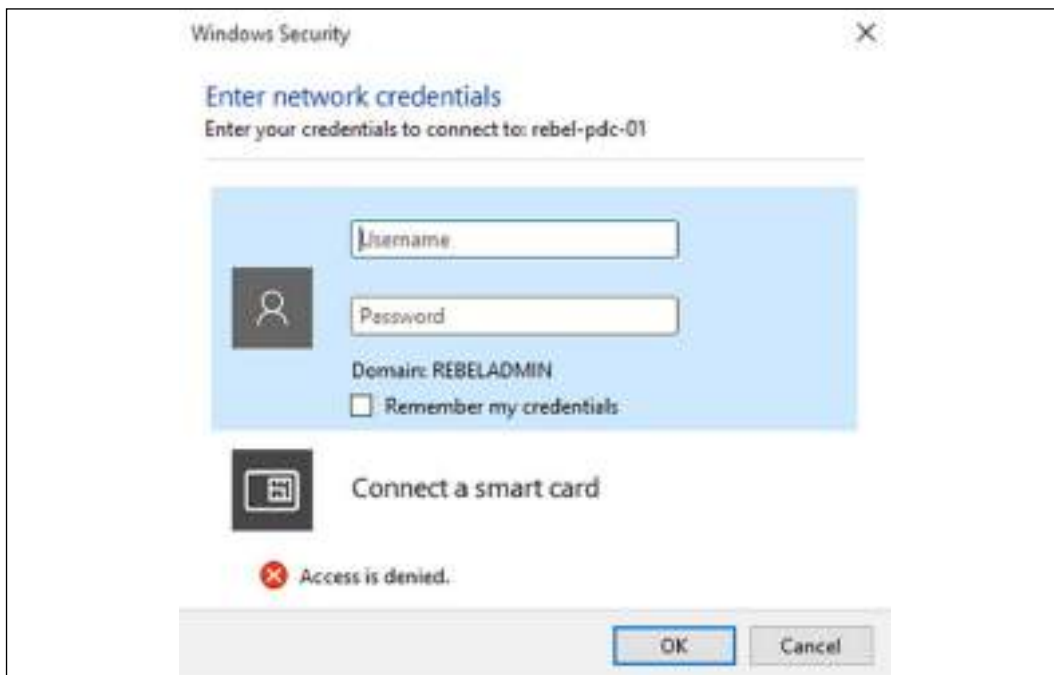 Windows Security
Enter network credentials
Enter your credentials to connect to: rebel-pdc-01
Username
Password
Domain: REBELADMIN
Remember my credentials
Connect a smart card
Access is denied.
OK
Cancel